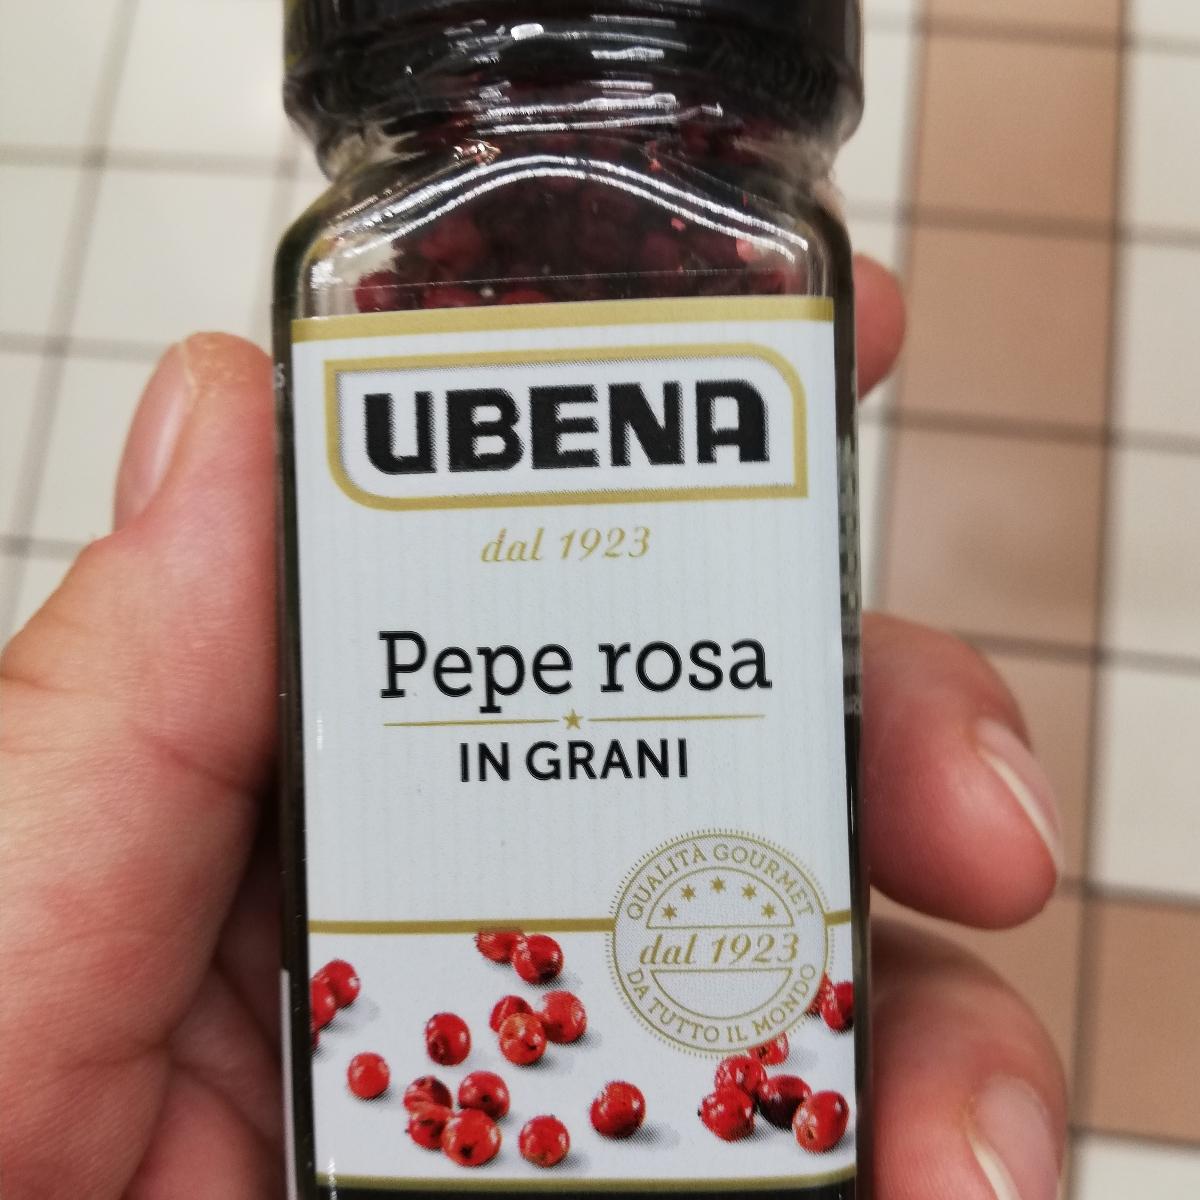 UBENA
dal 1923
Pepe rosa
IN GRANI
QUALITÀ GOURMET
dal 1923
DA TUTTO IL MONDO